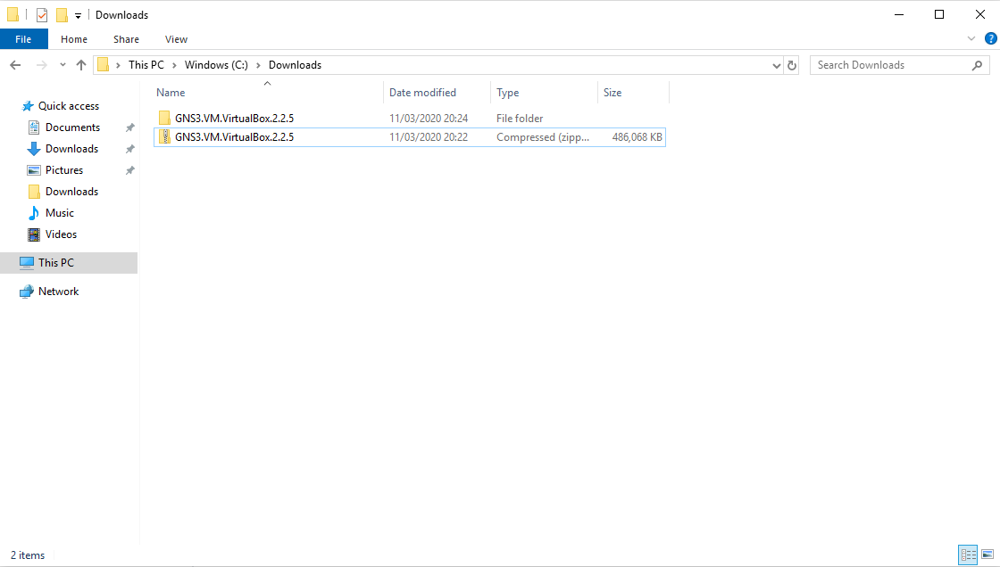 Downloads
File Home Share View
This PC Windows (C:) Downloads Search Downloads
Name Date modified Type Size
Quick access
Documents
Downloads
Pictures
Downloads
Music
Videos
This PC
Network
GNS3.VM.VirtualBox.2.2.5 11/03/2020 20:24 File folder
GNS3.VM.VirtualBox.2.2.5 11/03/2020 20:22 Compressed (zipp... 486,068 KB
2 items